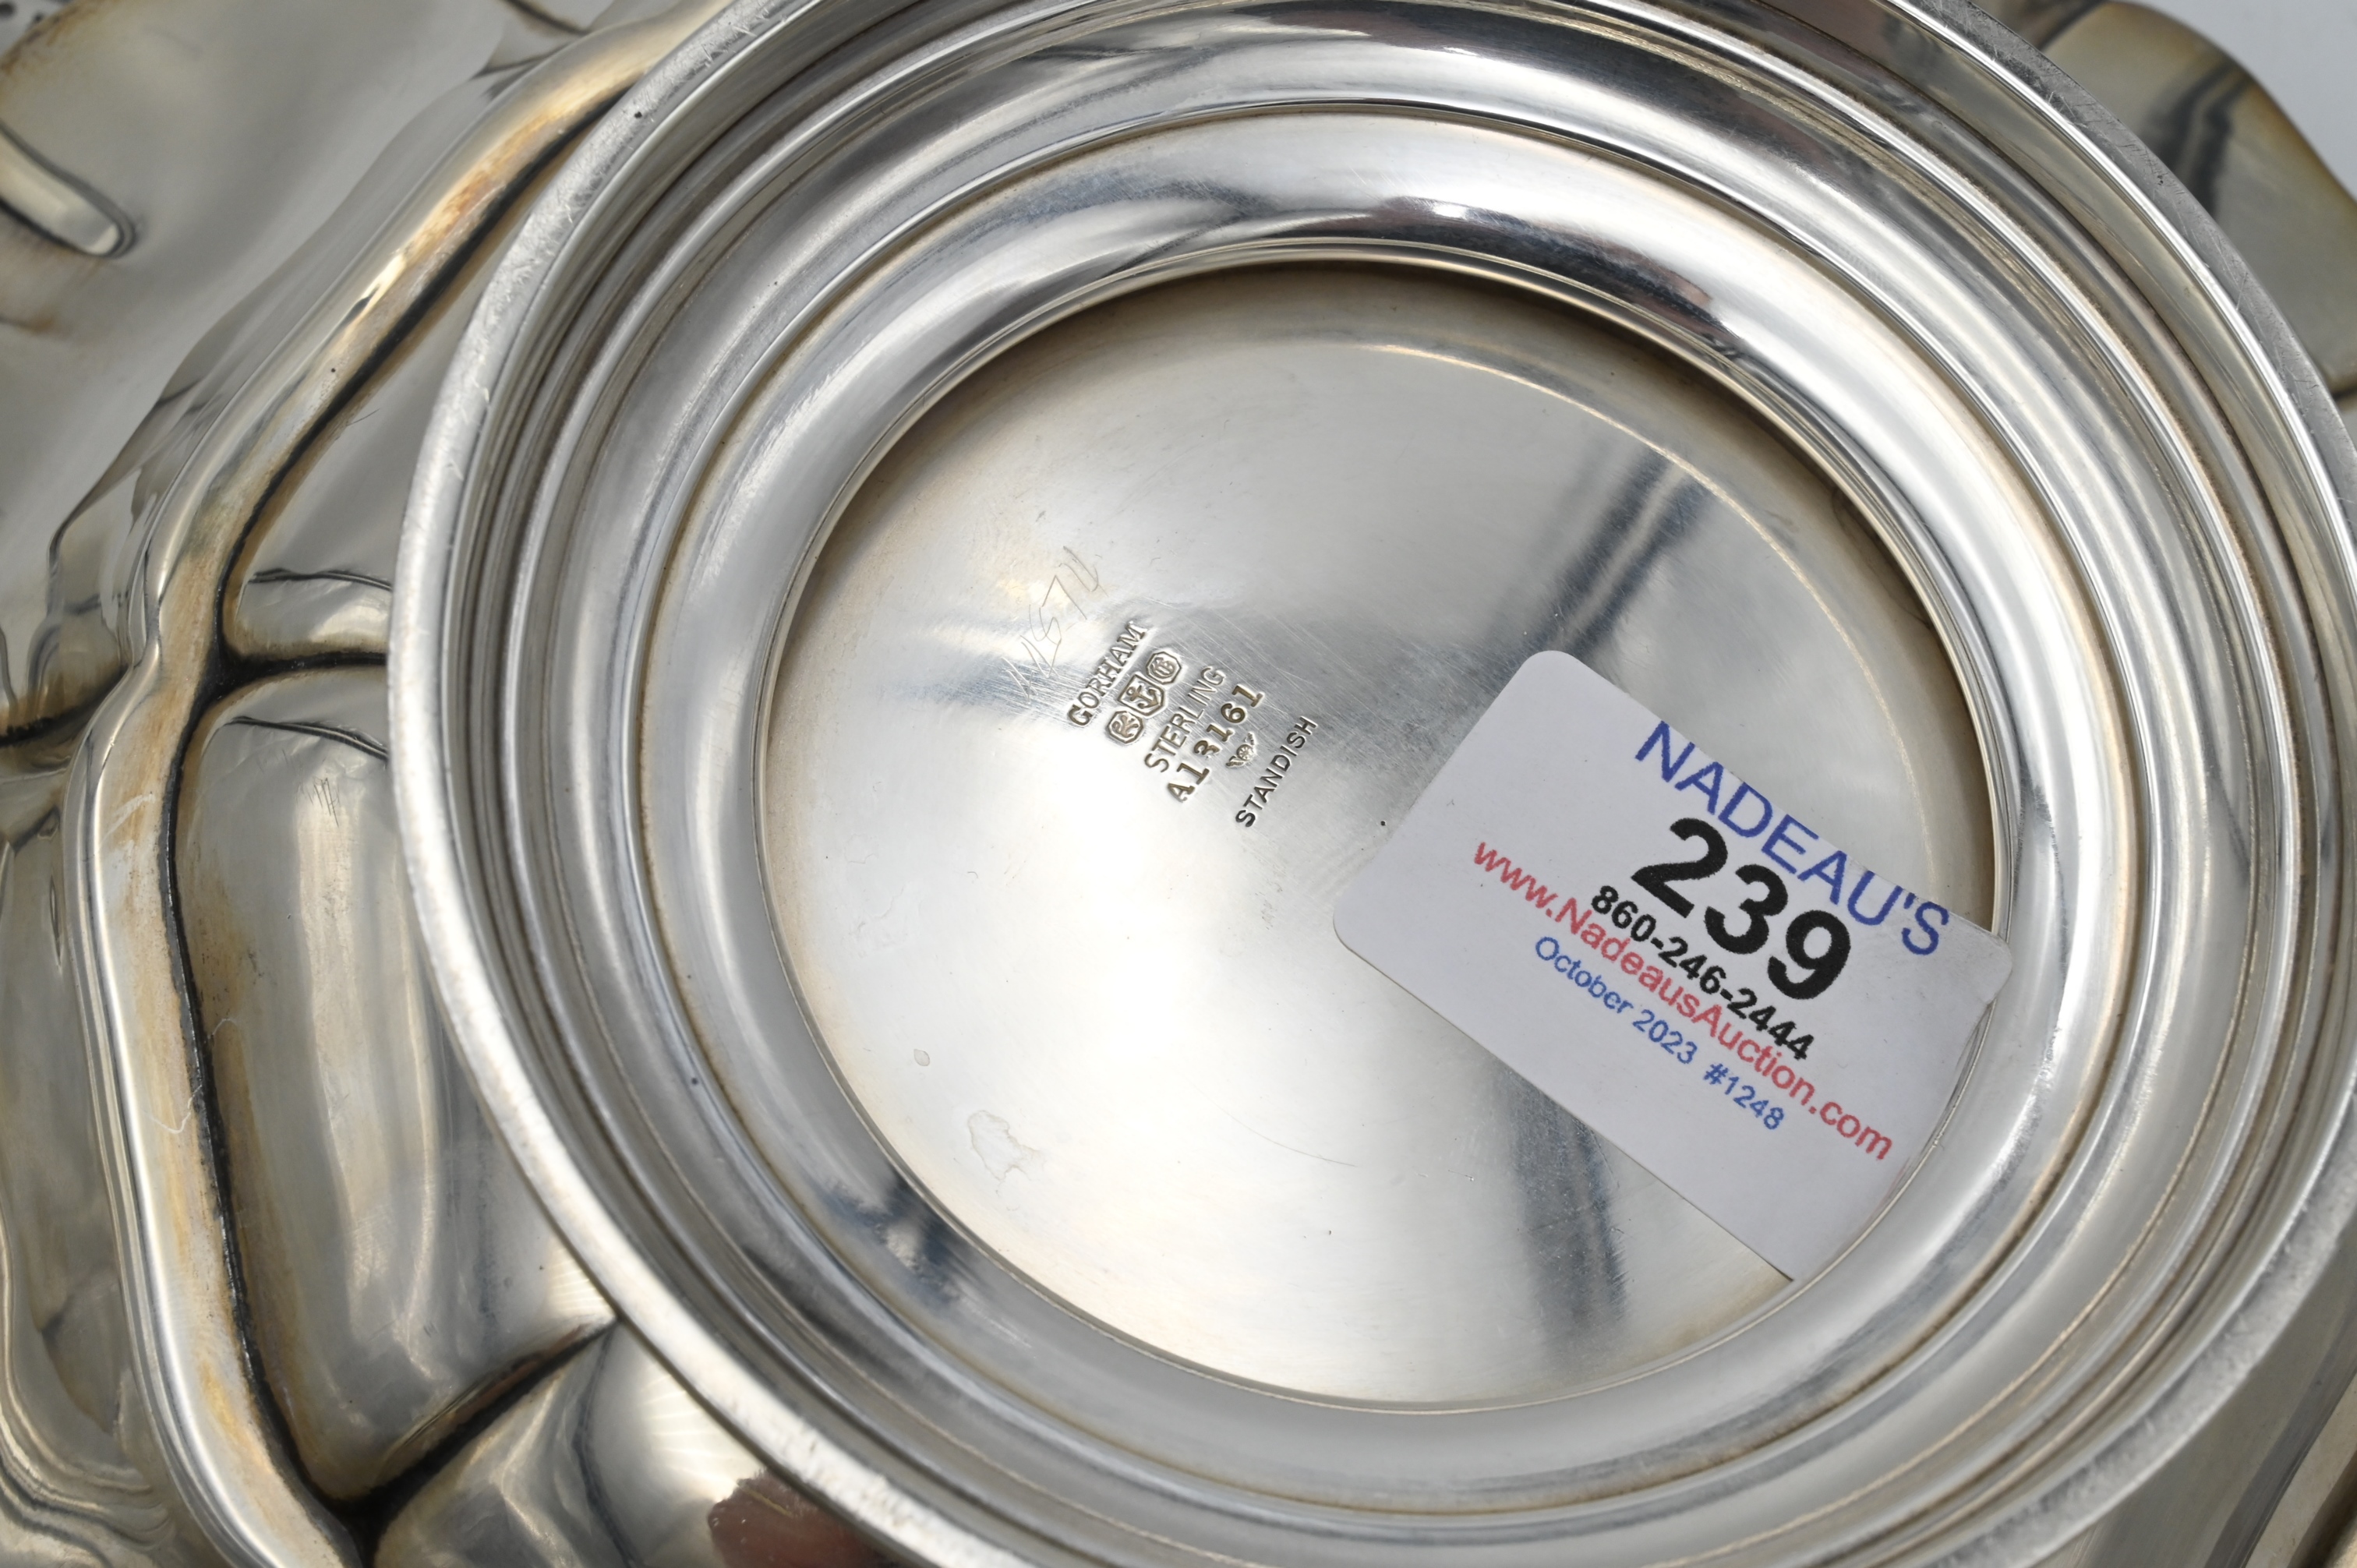 GORHAM
STERLING
A13161
STANDISH
NADEAU'S
239
860-246-2444
www.NadeausAuction.com
October 2023 #1248